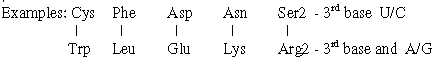 Examples: Cys Phe Asp Asn Ser2 - 3rd base U/C
| | | | |
Trp Leu Glu Lys Arg2 - 3rd base and A/G